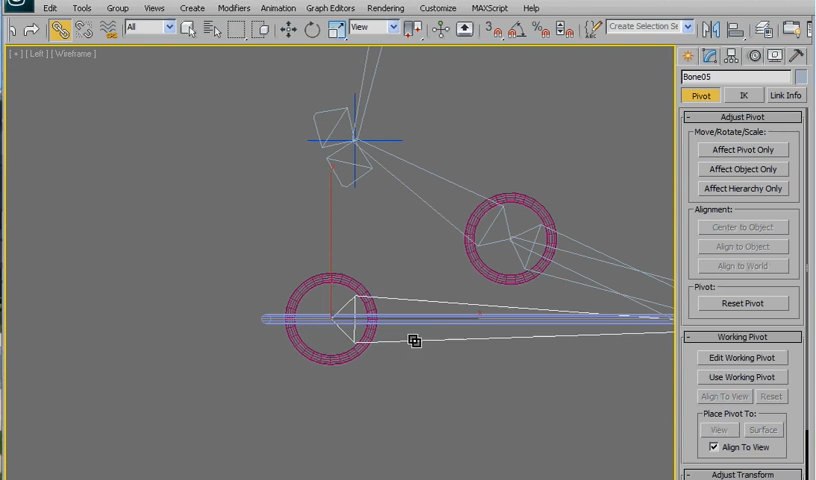 Edit Tools Group Views Create Modifiers Animation Graph Editors Rendering Customize MAXScript Help
All View 3 Create Selection Se
[ + ] [ Left ] [ Wireframe ]
Bone05
Pivot IK Link Info
- Adjust Pivot
Move/Rotate/Scale:
Affect Pivot Only
Affect Object Only
Affect Hierarchy Only
Alignment:
Center to Object
Align to Object
Align to World
Pivot:
Reset Pivot
- Working Pivot
Edit Working Pivot
Use Working Pivot
Align To View Reset
Place Pivot To:
View Surface
Align To View
- Adjust Transform